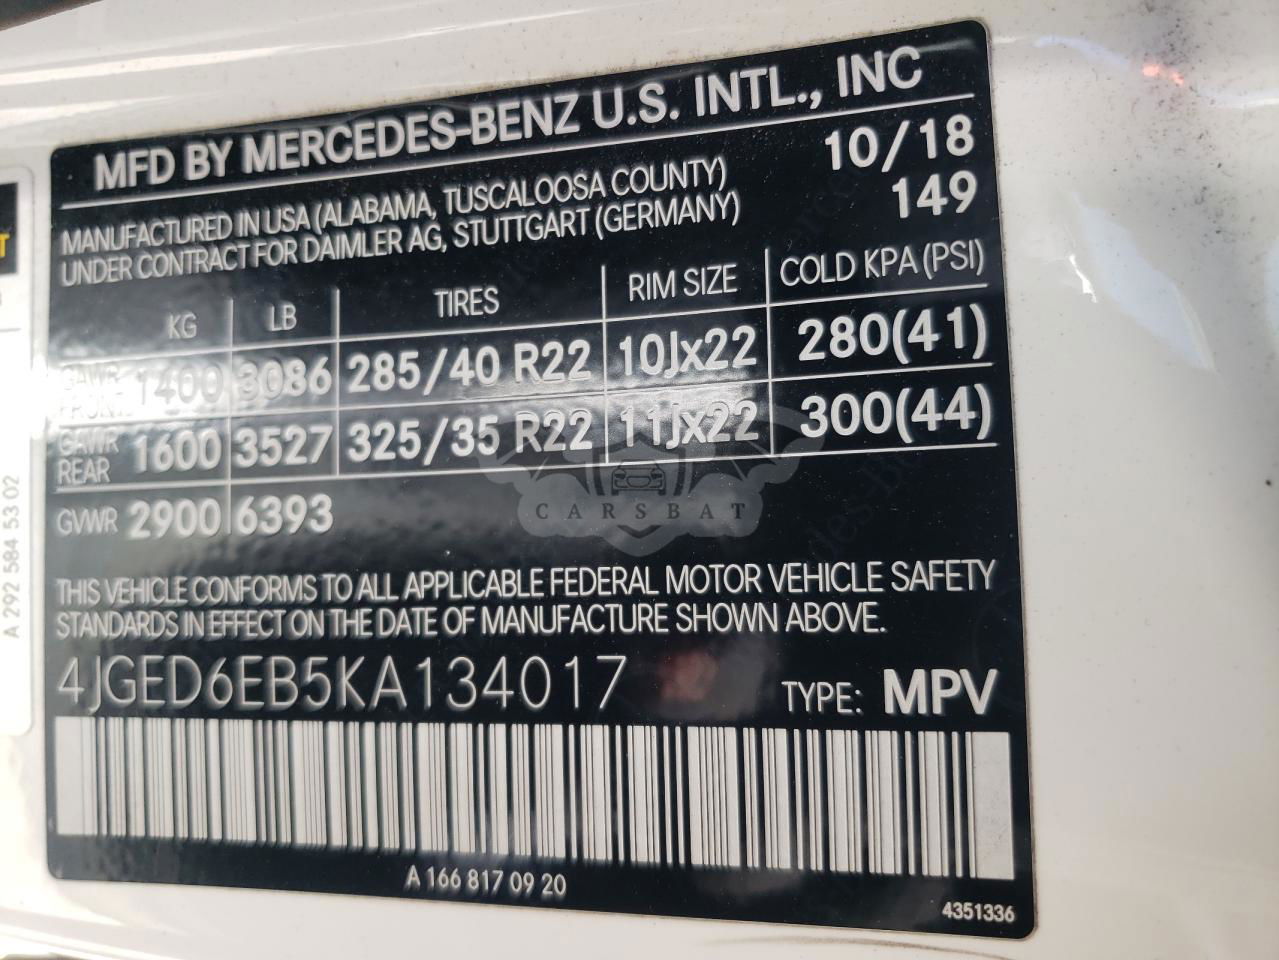 MFD BY MERCEDES-BENZ U.S. INTL., INC
10/18
MANUFACTURED IN USA (ALABAMA, TUSCALOOSA COUNTY)
149
UNDER CONTRACT FOR DAIMLER AG, STUTTGART (GERMANY)
KG LB TIRES RIM SIZE COLD KPA (PSI)
GAWR FRONT 1400 3086 285/40 R22 10Jx22 280(41)
GAWR REAR 1600 3527 325/35 R22 11Jx22 300(44)
GVWR 2900 6393
CARSBAT
THIS VEHICLE CONFORMS TO ALL APPLICABLE FEDERAL MOTOR VEHICLE SAFETY
STANDARDS IN EFFECT ON THE DATE OF MANUFACTURE SHOWN ABOVE.
4JGED6EB5KA134017 TYPE: MPV
A 166 817 09 20
4351336
A 292 584 53 02